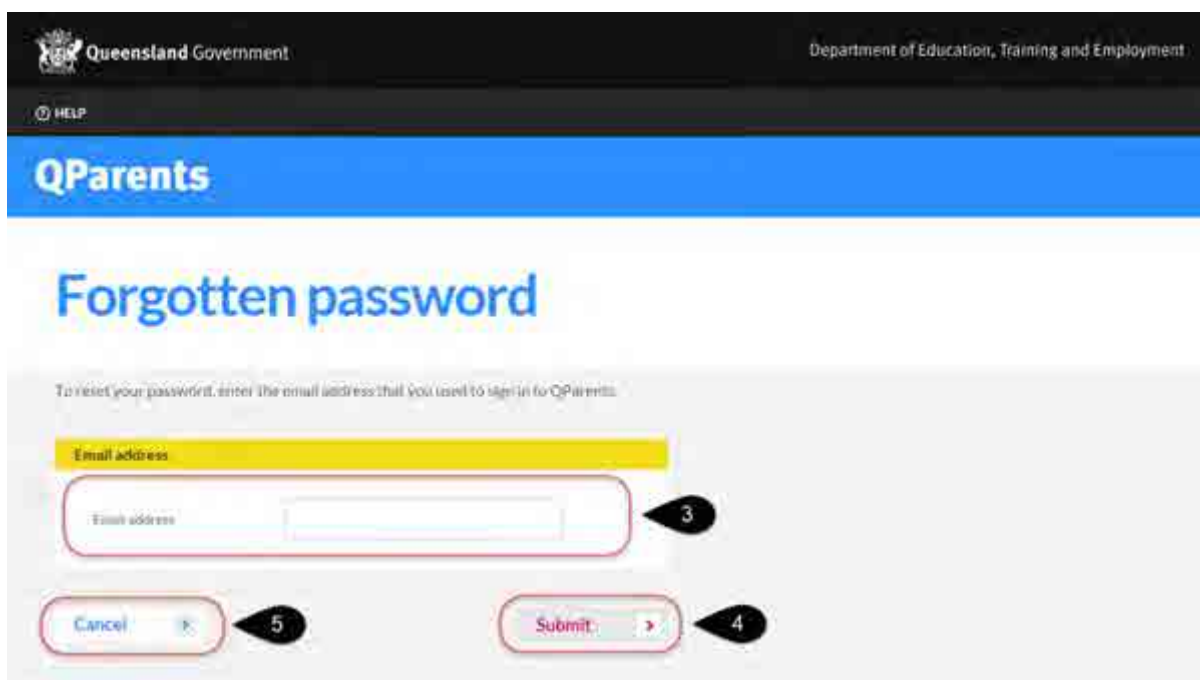 Queensland Government
Department of Education, Training and Employment
HELP
QParents
Forgotten password
To reset your password, enter the email address that you used to sign in to QParents.
Email address
Email address
3
Cancel
5
Submit
4